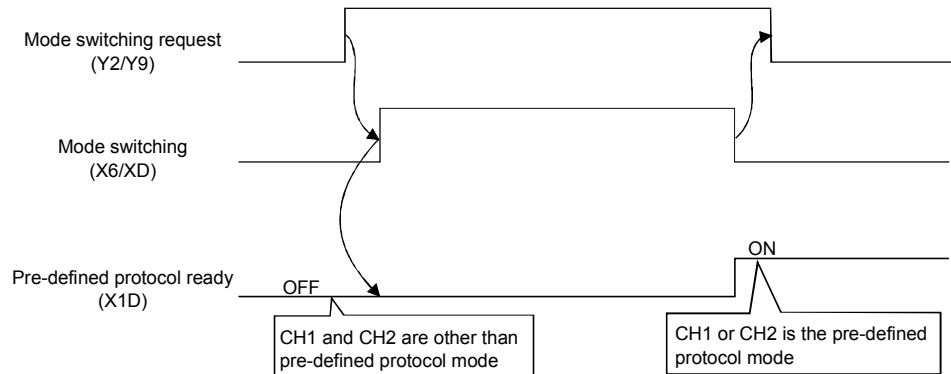 Mode switching request
(Y2/Y9)
Mode switching
(X6/XD)
Pre-defined protocol ready
(X1D)
OFF
ON
CH1 and CH2 are other than
pre-defined protocol mode
CH1 or CH2 is the pre-defined
protocol mode